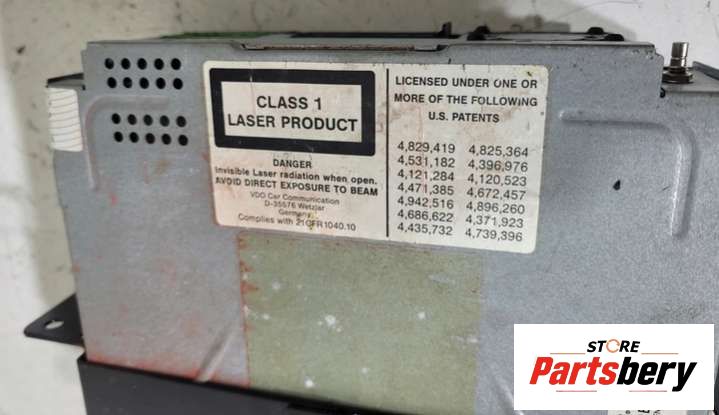 CLASS 1
LASER PRODUCT
DANGER
Invisible Laser radiation when open.
AVOID DIRECT EXPOSURE TO BEAM
VDO Car Communication
D-35576 Wetzlar
Germany
Complies with 21CFR1040.10
LICENSED UNDER ONE OR
MORE OF THE FOLLOWING
U.S. PATENTS
4,829,419 4,825,364
4,531,182 4,396,976
4,121,284 4,120,523
4,471,385 4,672,457
4,942,516 4,896,260
4,686,622 4,371,923
4,435,732 4,739,396
STORE
Partsbery